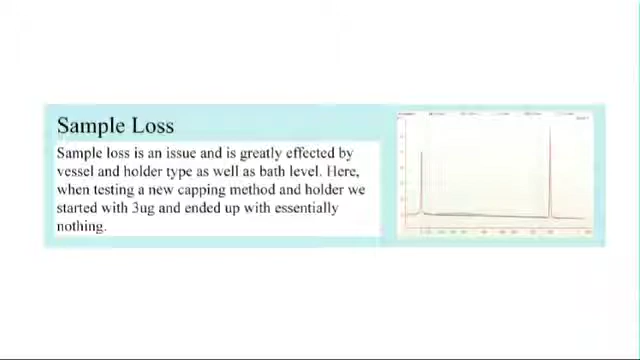 Sample Loss
Sample loss is an issue and is greatly effected by
vessel and holder type as well as bath level. Here,
when testing a new capping method and holder we
started with 3ug and ended up with essentially
nothing.